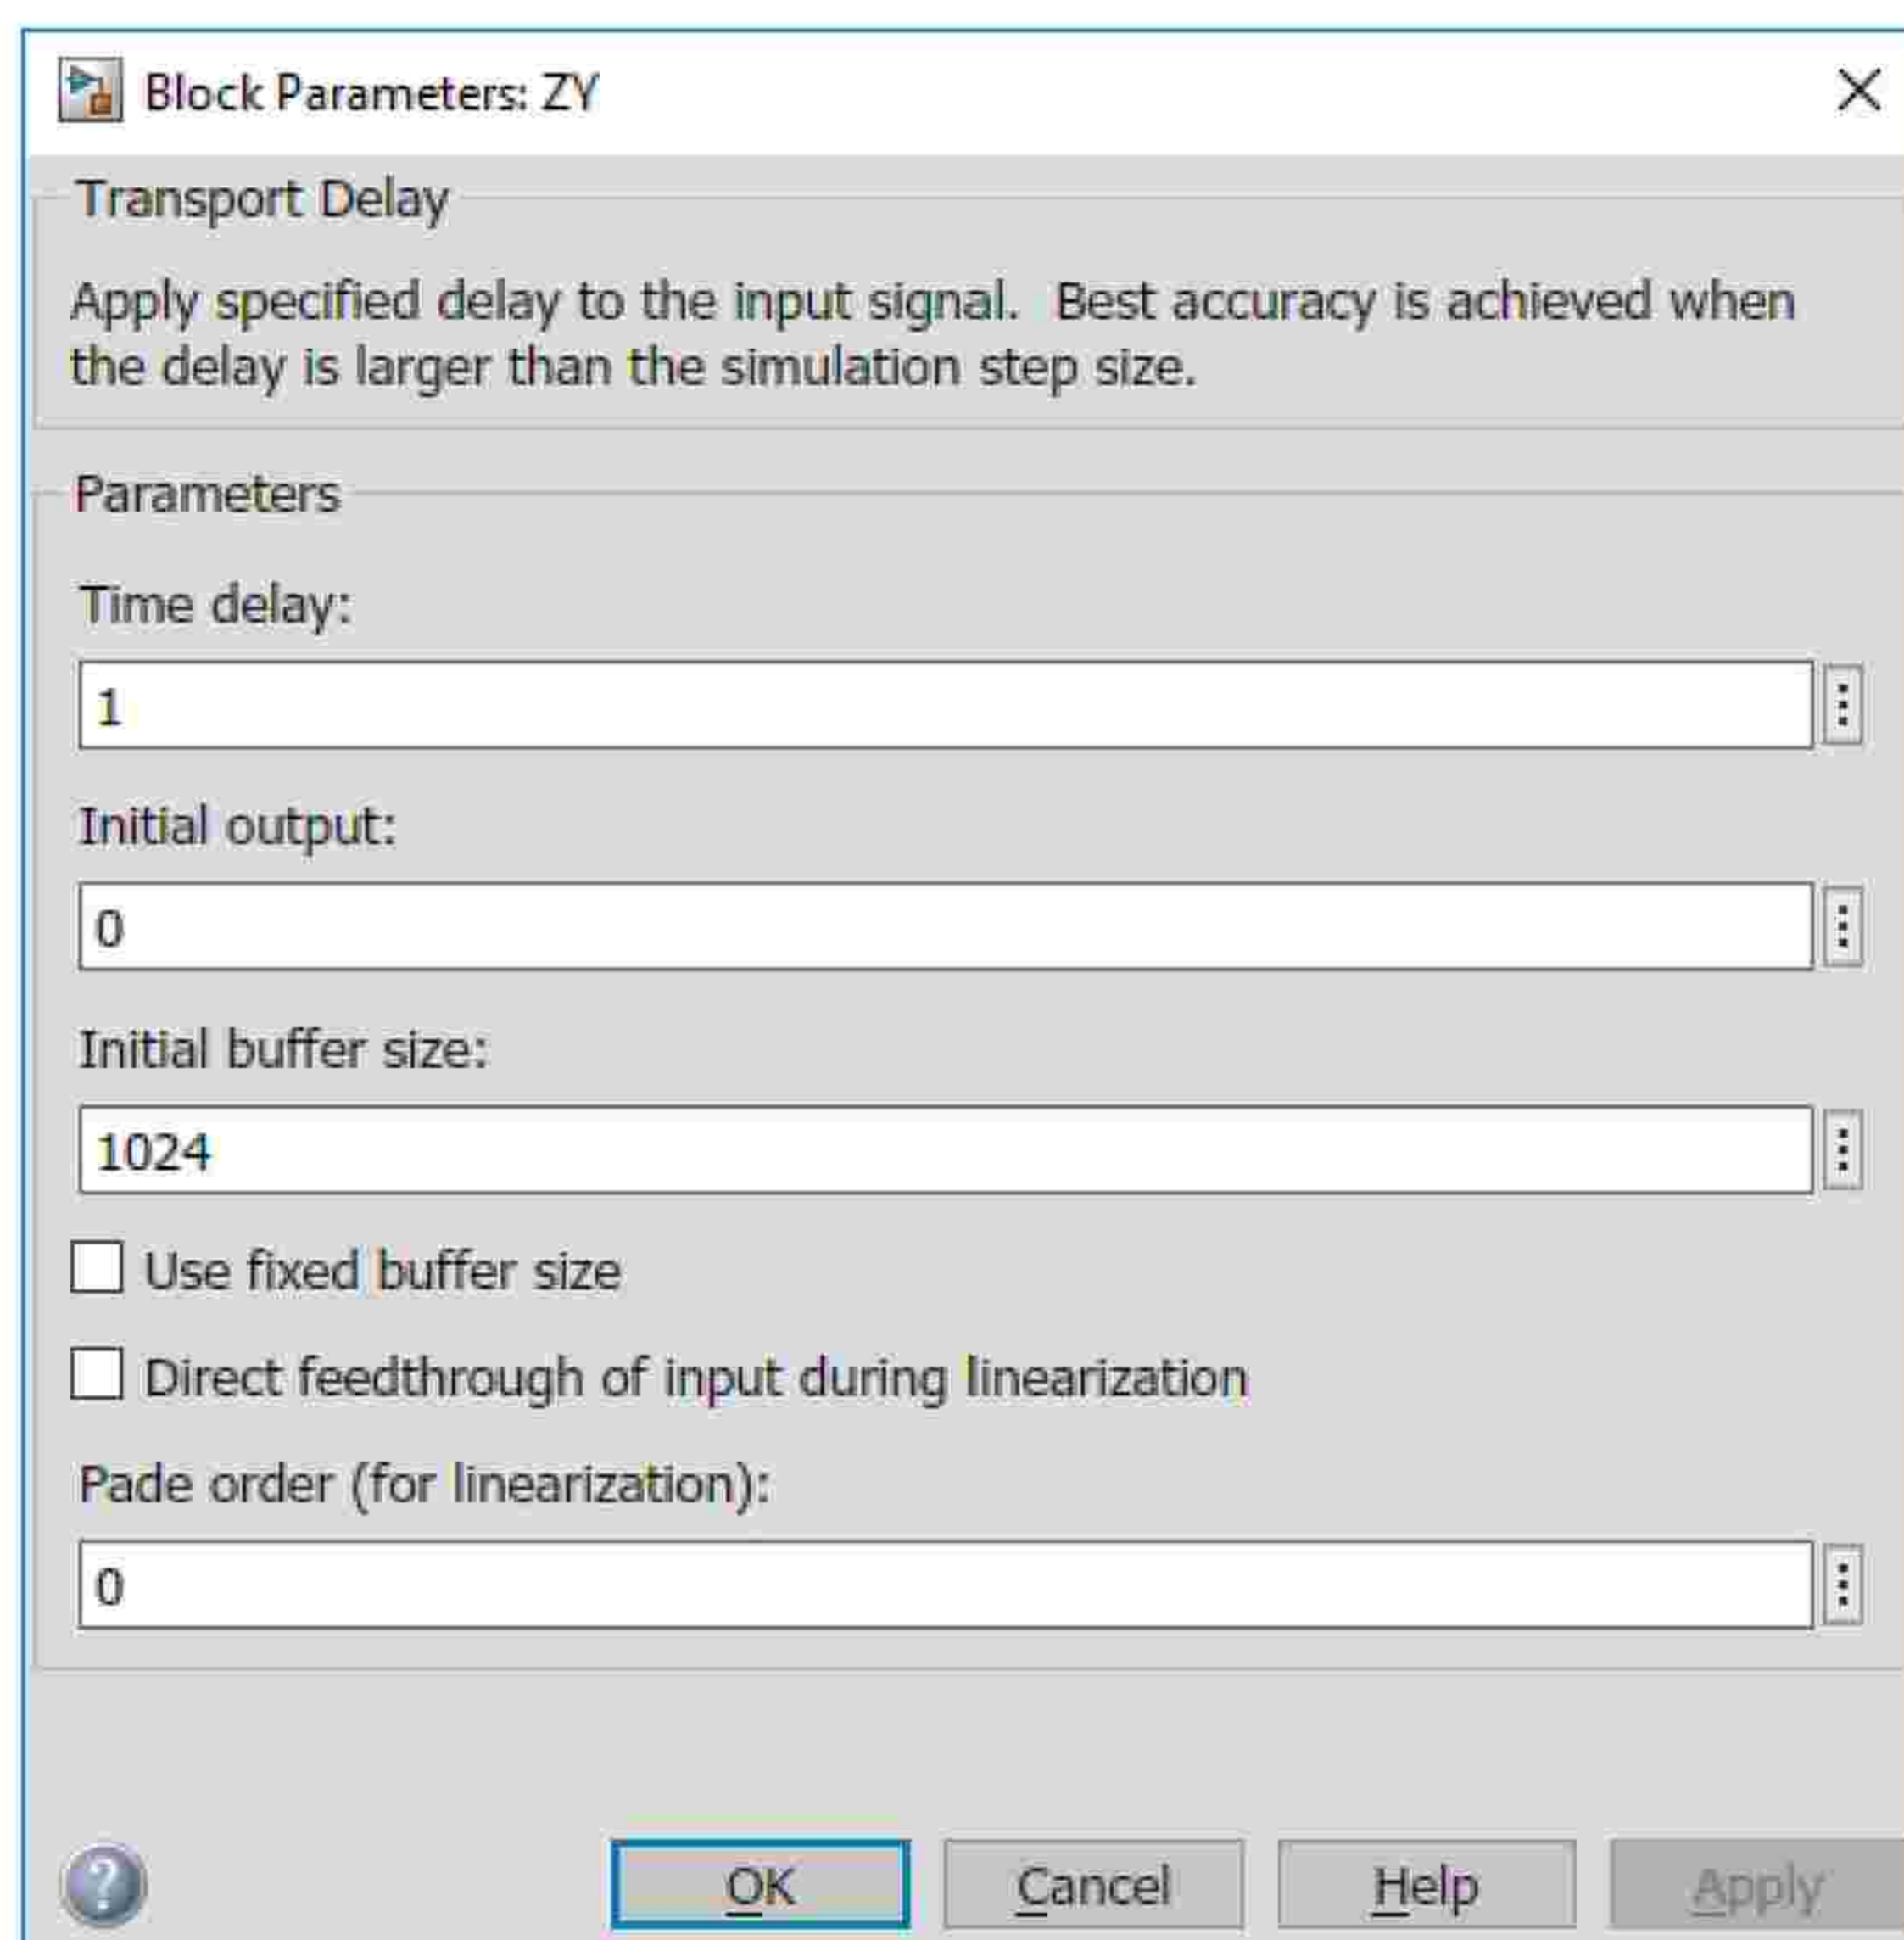 Block Parameters: ZY
Transport Delay
Apply specified delay to the input signal.  Best accuracy is achieved when
the delay is larger than the simulation step size.
Parameters
Time delay:
1
Initial output:
0
Initial buffer size:
1024
Use fixed buffer size
Direct feedthrough of input during linearization
Pade order (for linearization):
0
? OK Cancel Help Apply